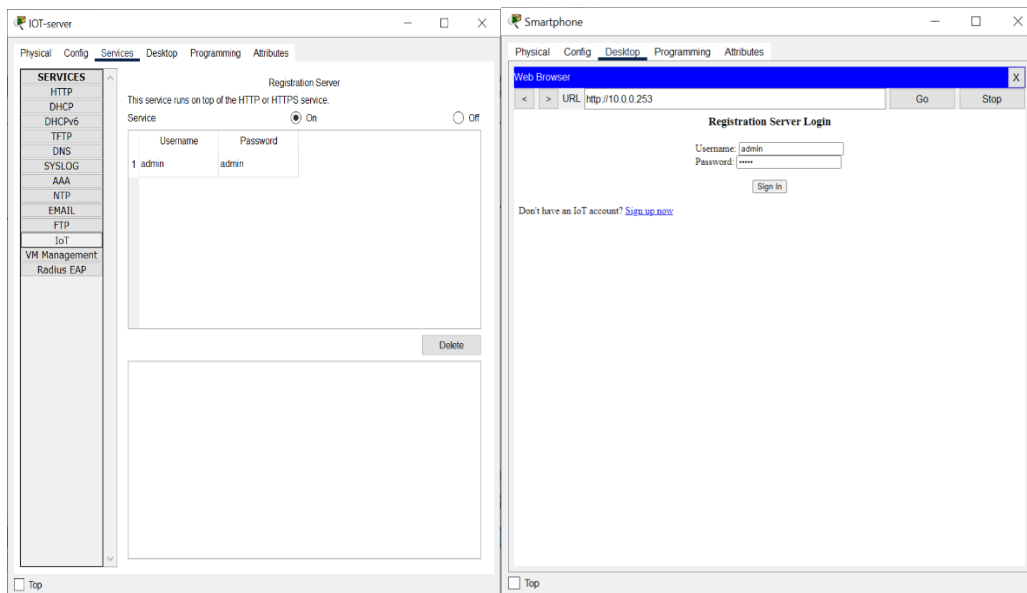 IOT-server
Physical Config Services Desktop Programming Attributes
SERVICES
HTTP
DHCP
DHCPv6
TFTP
DNS
SYSLOG
AAA
NTP
EMAIL
FTP
IoT
VM Management
Radius EAP
Registration Server
This service runs on top of the HTTP or HTTPS service.
Service On Off
Username Password
1 admin admin
Delete
Top
Smartphone
Physical Config Desktop Programming Attributes
Web Browser X
< > URL http://10.0.0.253 Go Stop
Registration Server Login
Username: admin
Password: •••••
Sign In
Don't have an IoT account? Sign up now
Top